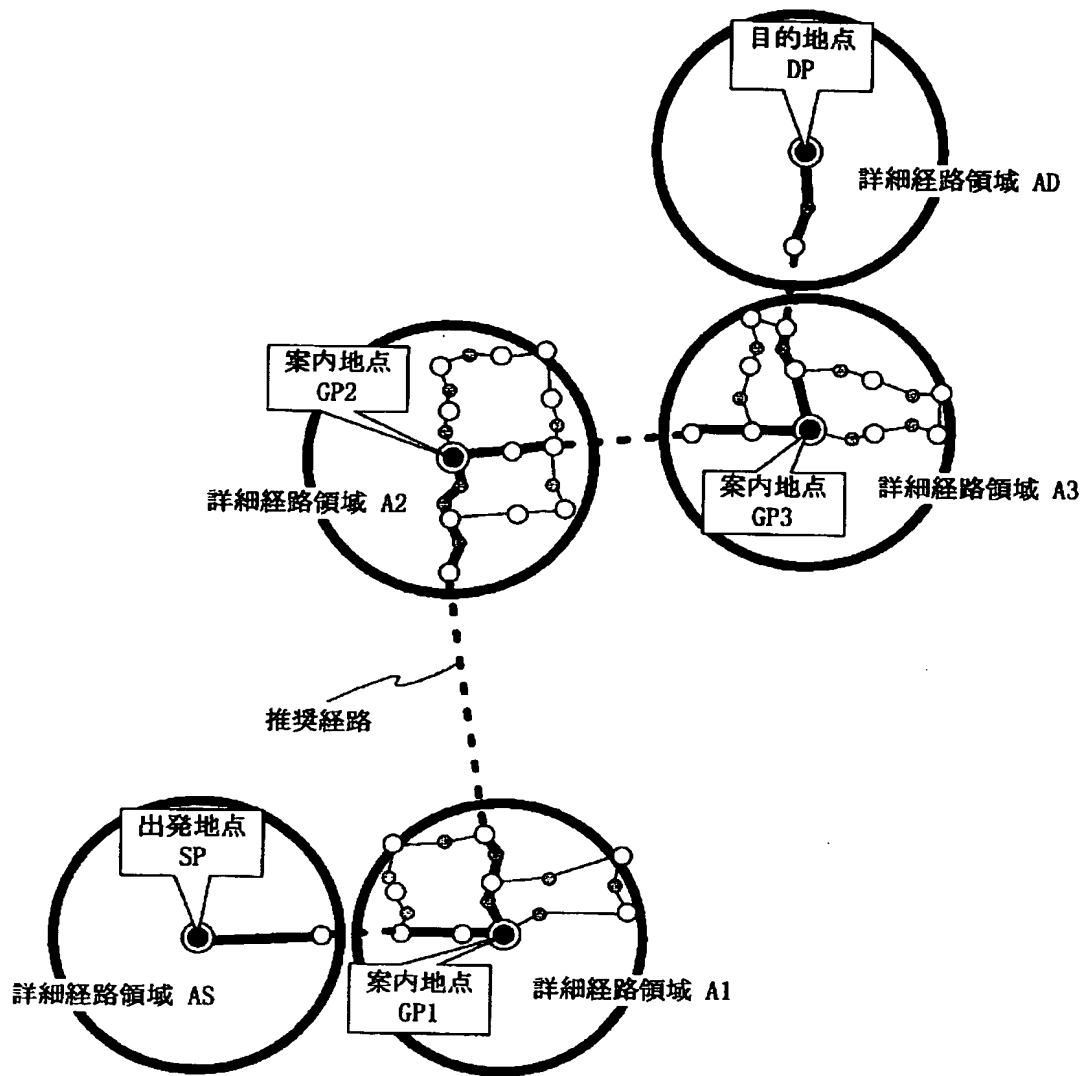 目的地点
DP
詳細経路領域 AD
案内地点
GP2
詳細経路領域 A2
案内地点
GP3
詳細経路領域 A3
推奨経路
出発地点
SP
詳細経路領域 AS
案内地点
GP1
詳細経路領域 A1